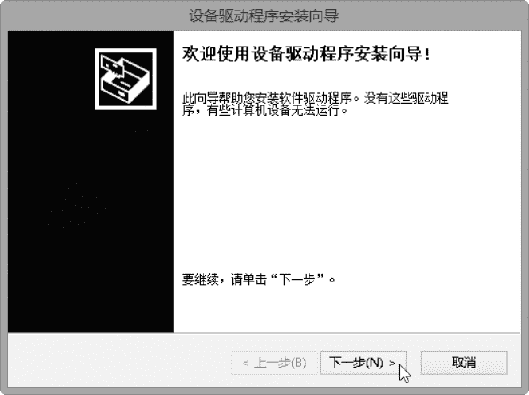 设备驱动程序安装向导
欢迎使用设备驱动程序安装向导!
此向导帮助您安装软件驱动程序。没有这些驱动程
序，有些计算机设备无法运行。
要继续，请单击“下一步”。
< 上一步(B)
下一步(N) >
取消